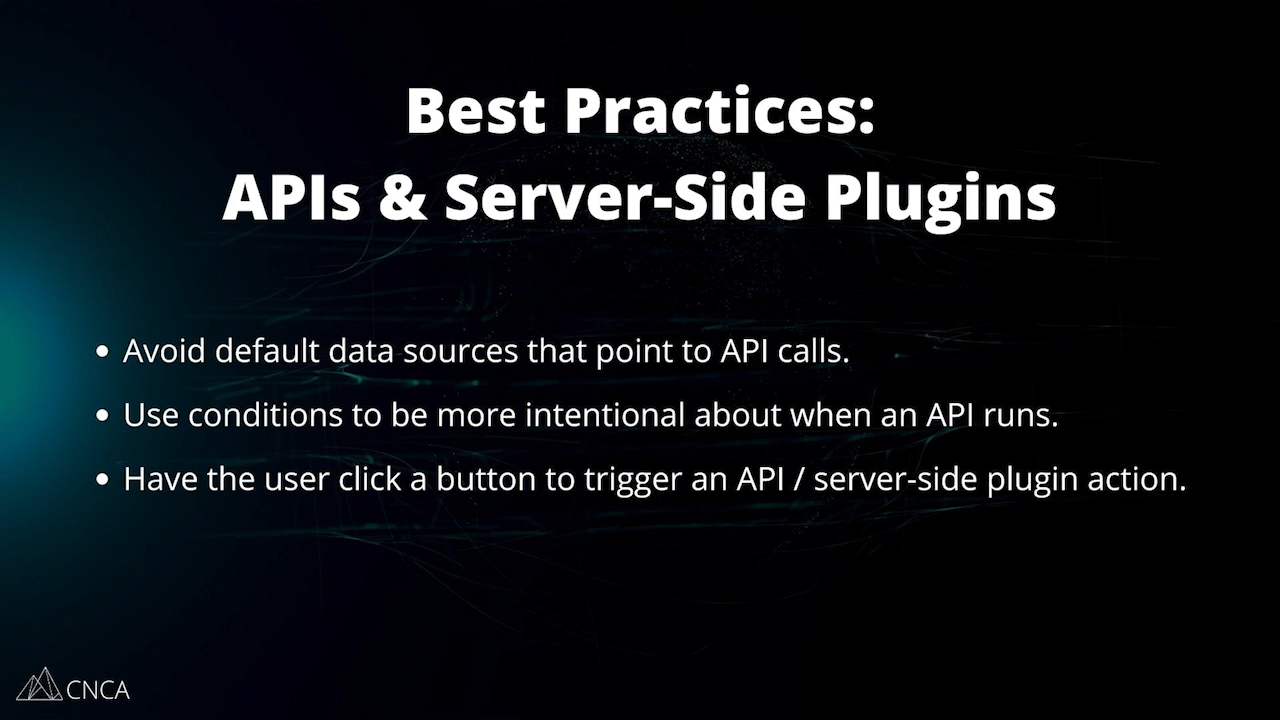 Best Practices:
APIs & Server-Side Plugins
• Avoid default data sources that point to API calls.
• Use conditions to be more intentional about when an API runs.
• Have the user click a button to trigger an API / server-side plugin action.
CNCA